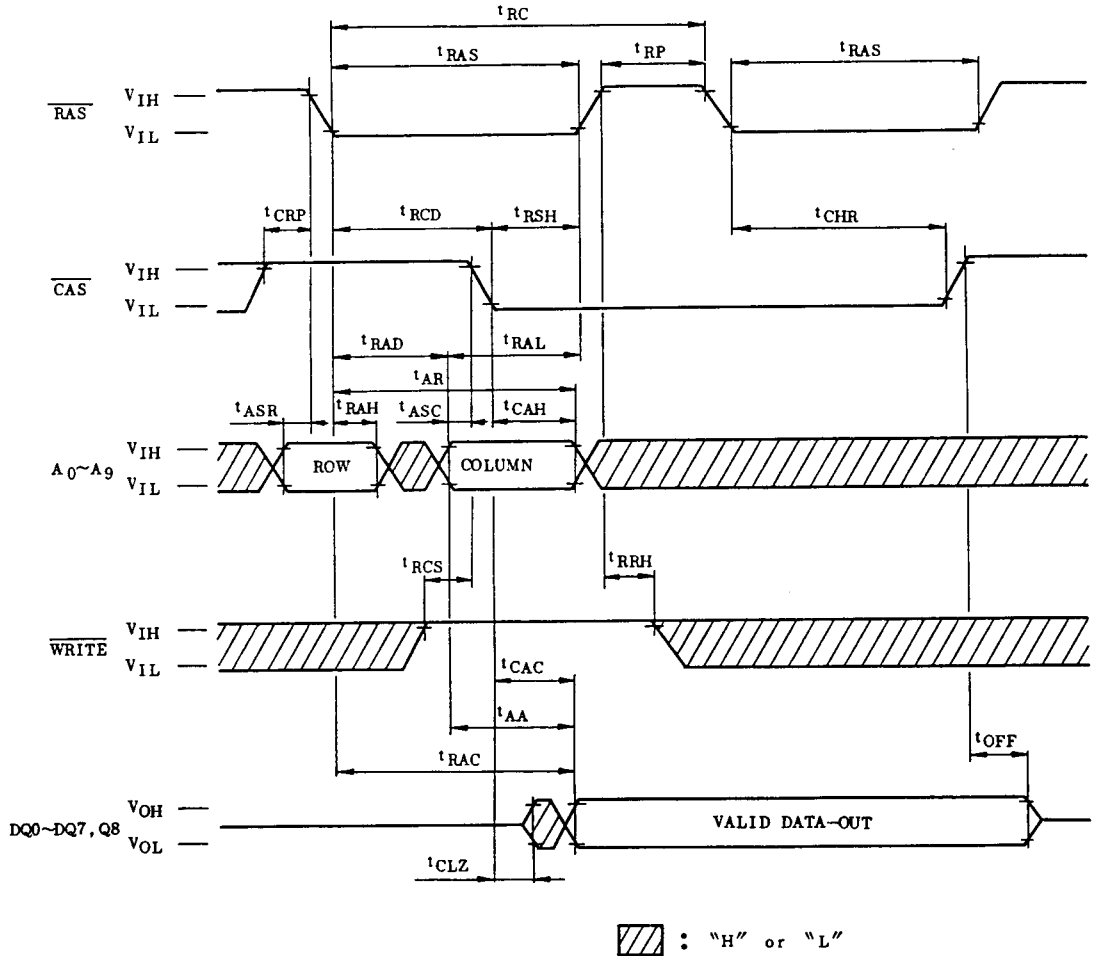 tRC
tRAS tRP tRAS
RAS VIH
VIL
tCRP tRCD tRSH tCHR
CAS VIH
VIL
tRAD tRAL
tAR
tASR tRAH tASC tCAH
A0~A9 VIH
VIL
ROW COLUMN
tRCS tRRH
WRITE VIH
VIL
tCAC
tAA
tRAC tOFF
DQ0~DQ7,Q8 VOH
VOL
VALID DATA-OUT
tCLZ
: "H" or "L"